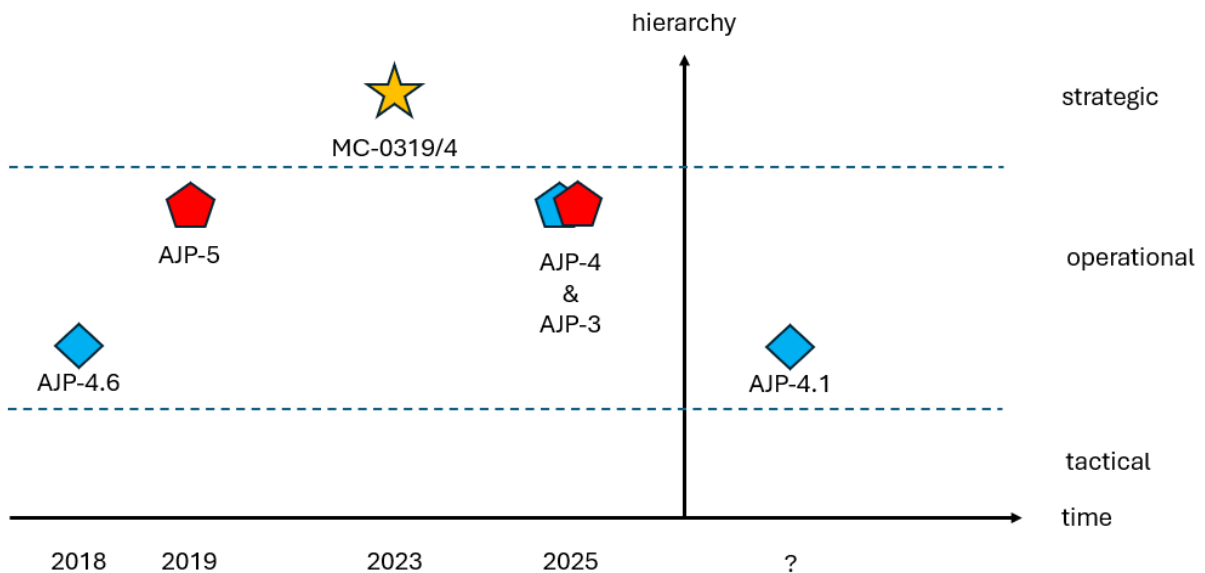 hierarchy
strategic
MC-0319/4
AJP-5
AJP-4
&
AJP-3
operational
AJP-4.6
AJP-4.1
tactical
time
2018
2019
2023
2025
?